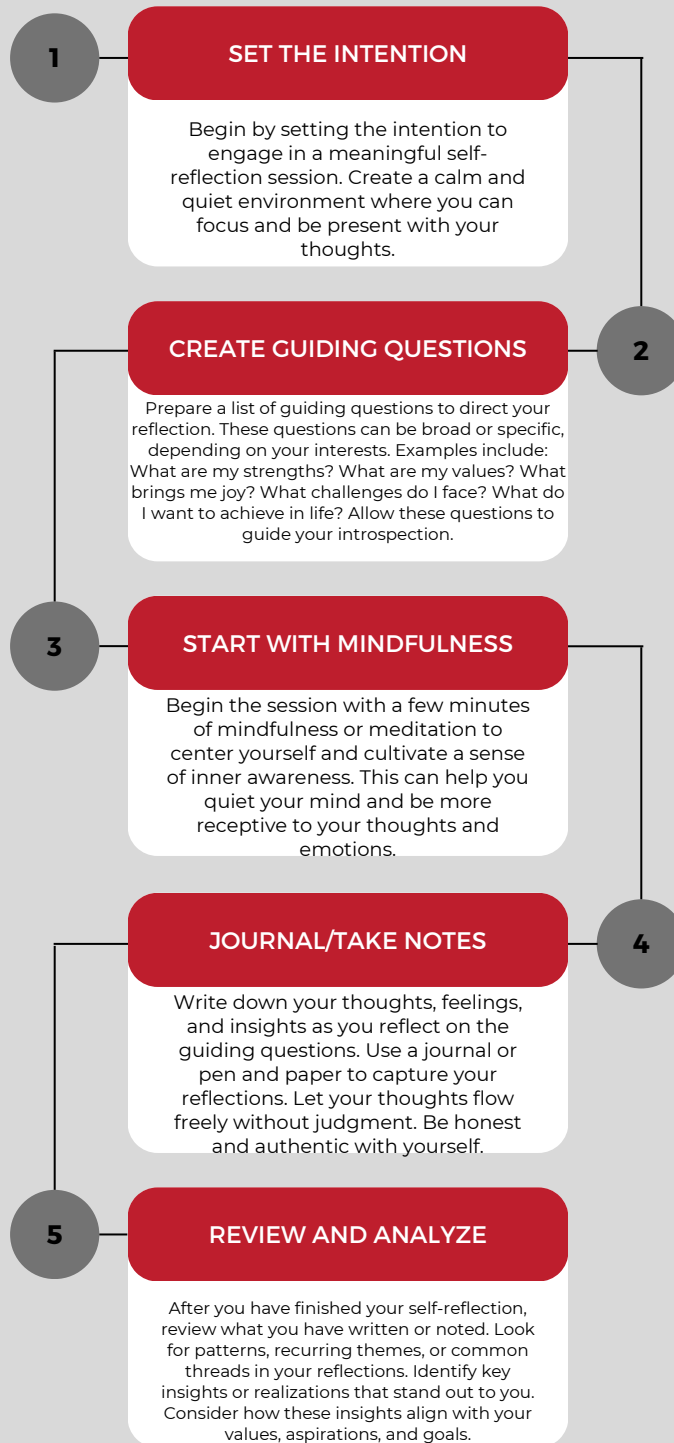 1
SET THE INTENTION
Begin by setting the intention to
engage in a meaningful self-
reflection session. Create a calm and
quiet environment where you can
focus and be present with your
thoughts.
2
CREATE GUIDING QUESTIONS
Prepare a list of guiding questions to direct your
reflection. These questions can be broad or specific,
depending on your interests. Examples include:
What are my strengths? What are my values? What
brings me joy? What challenges do I face? What do
I want to achieve in life? Allow these questions to
guide your introspection.
3
START WITH MINDFULNESS
Begin the session with a few minutes
of mindfulness or meditation to
center yourself and cultivate a sense
of inner awareness. This can help you
quiet your mind and be more
receptive to your thoughts and
emotions.
4
JOURNAL/TAKE NOTES
Write down your thoughts, feelings,
and insights as you reflect on the
guiding questions. Use a journal or
pen and paper to capture your
reflections. Let your thoughts flow
freely without judgment. Be honest
and authentic with yourself.
5
REVIEW AND ANALYZE
After you have finished your self-reflection,
review what you have written or noted. Look
for patterns, recurring themes, or common
threads in your reflections. Identify key
insights or realizations that stand out to you.
Consider how these insights align with your
values, aspirations, and goals.